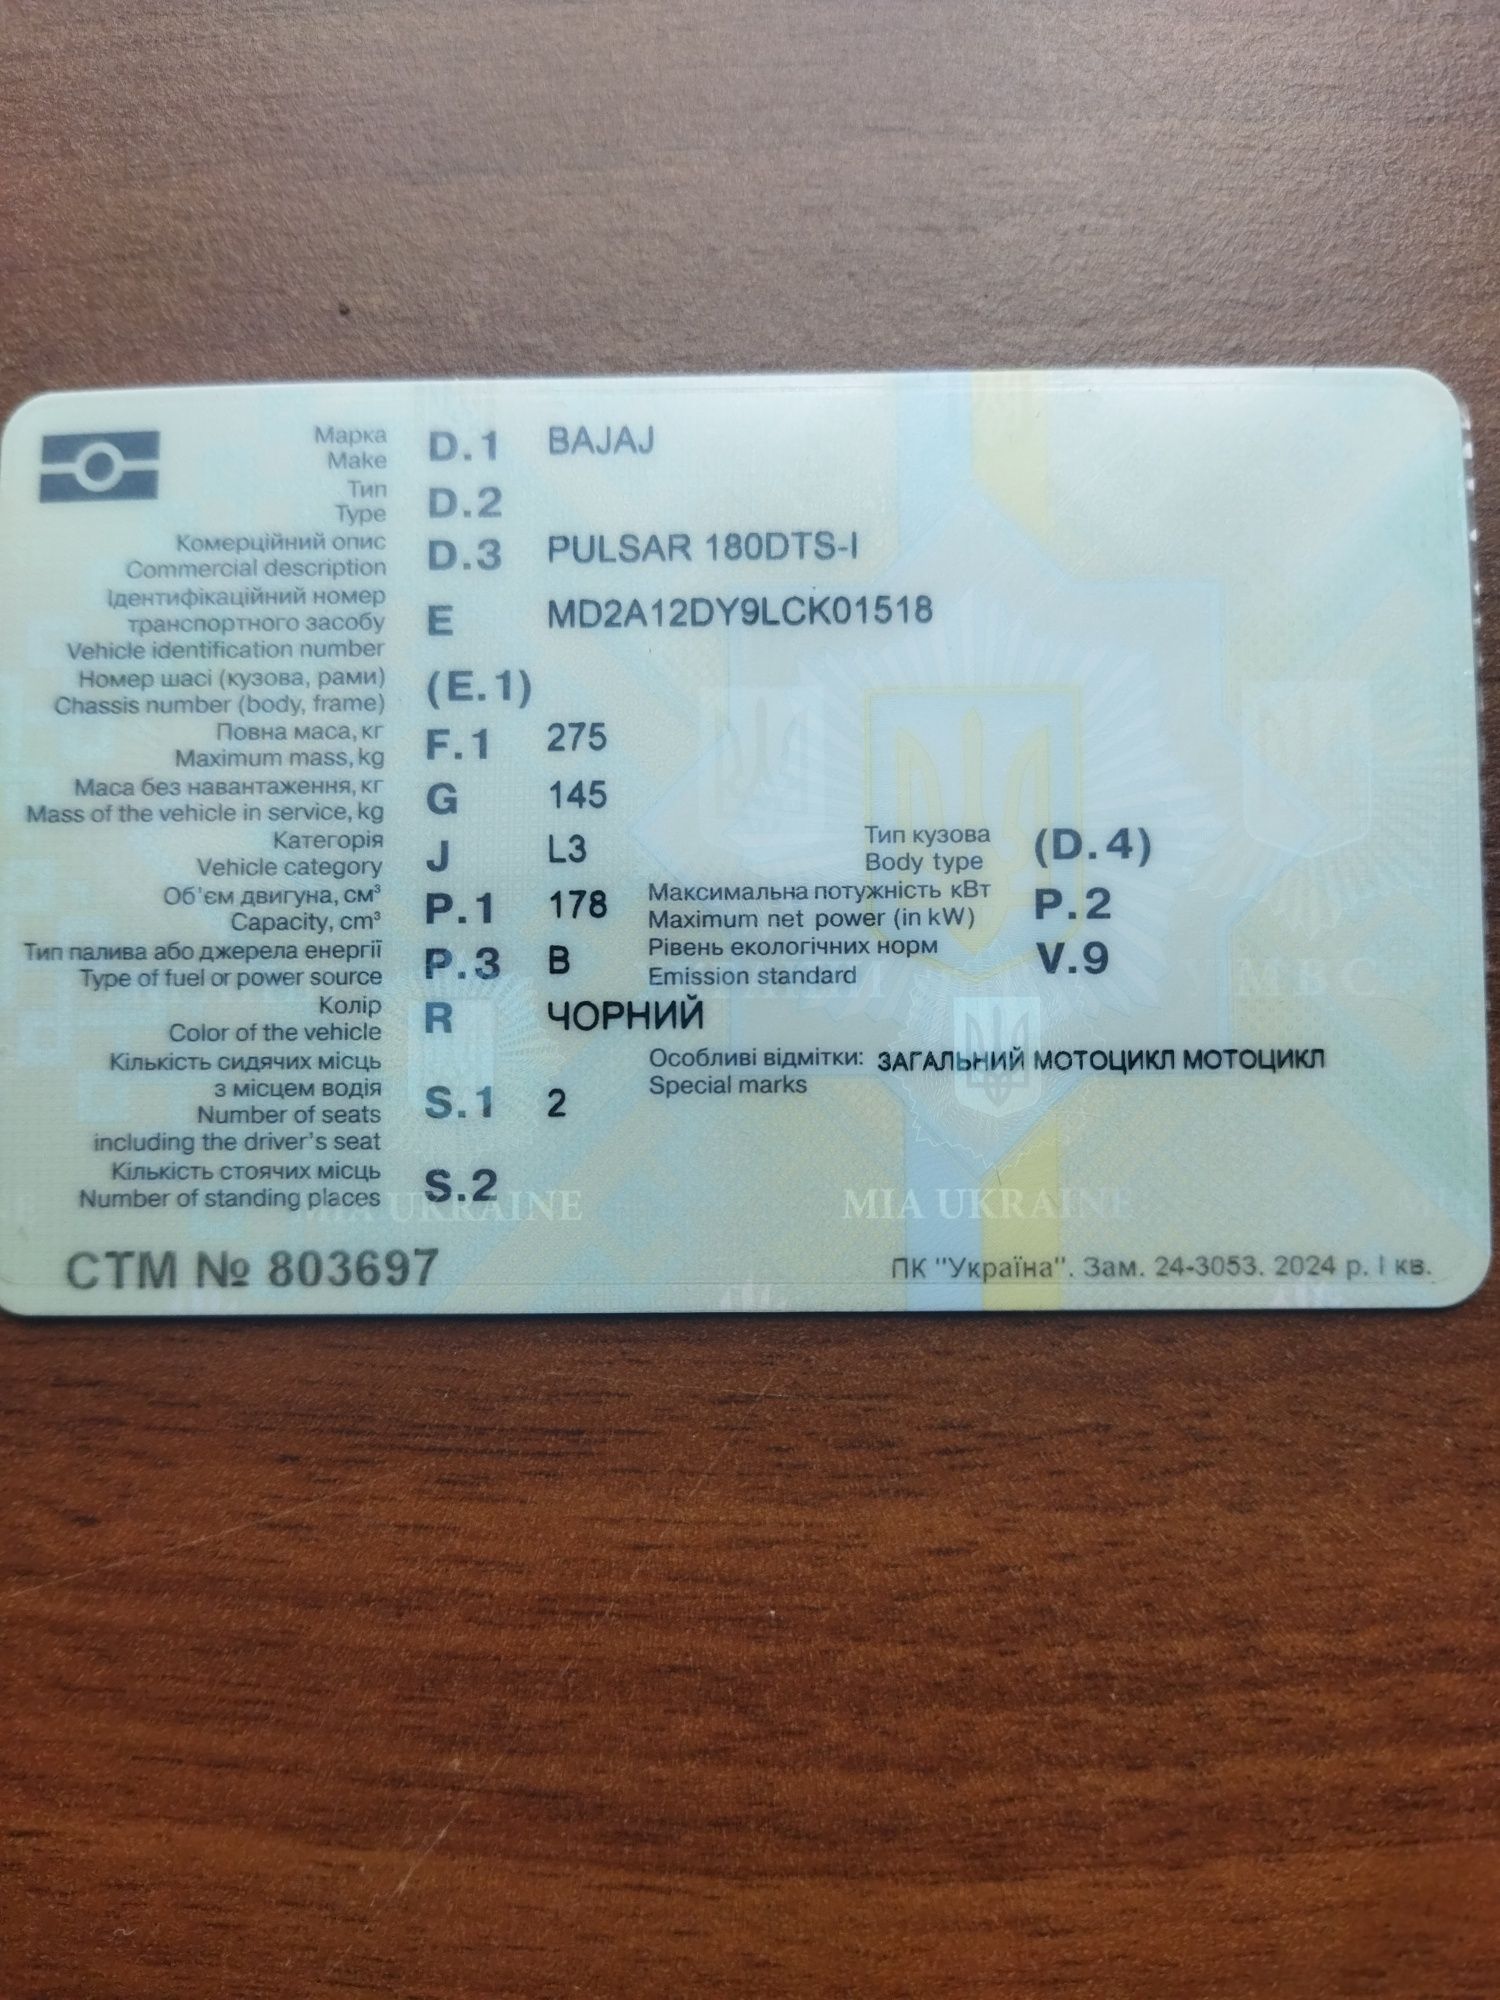 Марка D.1 BAJAJ
Make
Тип D.2
Type
Комерційний опис D.3 PULSAR 180DTS-I
Commercial description
Ідентифікаційний номер
транспортного засобу E MD2A12DY9LCK01518
Vehicle identification number
Номер шасі (кузова, рами) (E.1)
Chassis number (body, frame)
Повна маса, кг F.1 275
Maximum mass, kg
Маса без навантаження, кг G 145
Mass of the vehicle in service, kg
Категорія J L3 Тип кузова (D.4)
Vehicle category Body type
Об'єм двигуна, см³ P.1 178 Максимальна потужність кВт P.2
Capacity, cm³ Maximum net power (in kW)
Тип палива або джерела енергії P.3 B Рівень екологічних норм V.9
Type of fuel or power source Emission standard
Колір R ЧОРНИЙ
Color of the vehicle
Кількість сидячих місць Особливі відмітки: ЗАГАЛЬНИЙ МОТОЦИКЛ МОТОЦИКЛ
з місцем водія S.1 2 Special marks
Number of seats
including the driver's seat
Кількість стоячих місць S.2
Number of standing places
MIA UKRAINE MIA UKRAINE
СТМ № 803697 ПК "Україна". Зам. 24-3053. 2024 р. І кв.